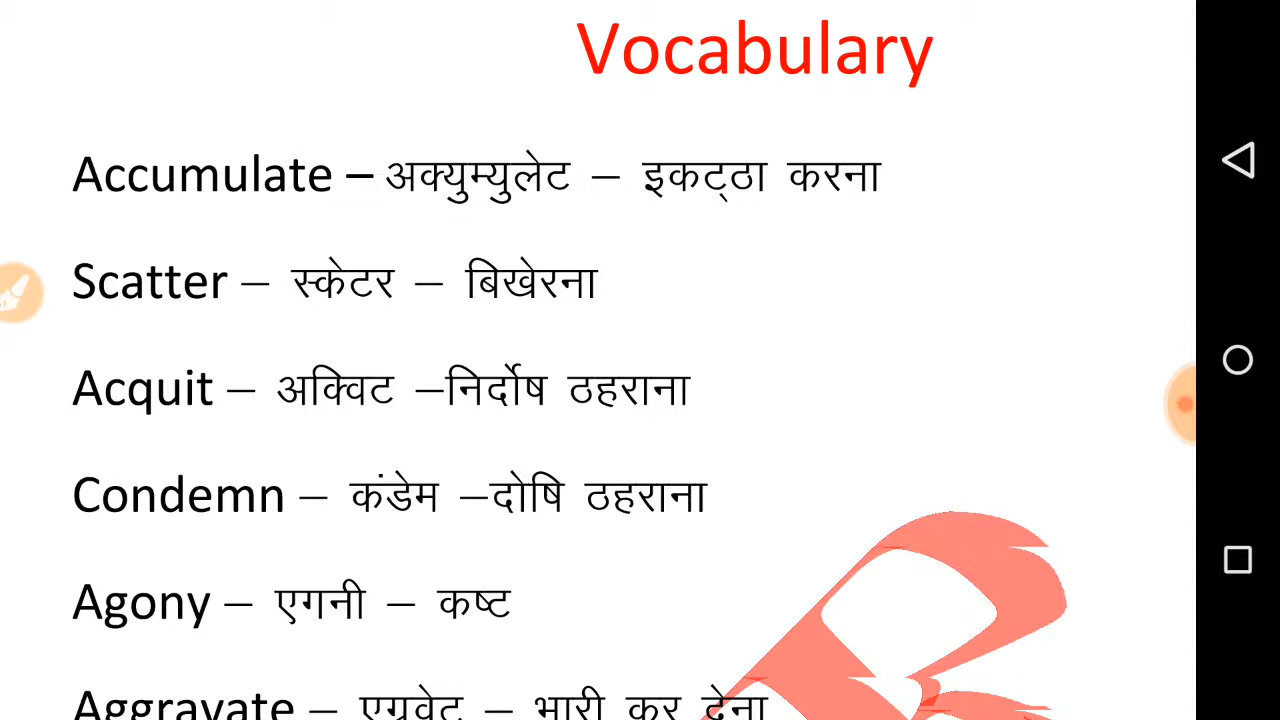 Vocabulary
Accumulate – अक्युम्युलेट – इकट्ठा करना
Scatter – स्केटर – बिखेरना
Acquit – अक्विट –निर्दोष ठहराना
Condemn – कंडेम –दोषि ठहराना
Agony – एगनी – कष्ट
Aggravate – एग्रवेट – भारी कर देना